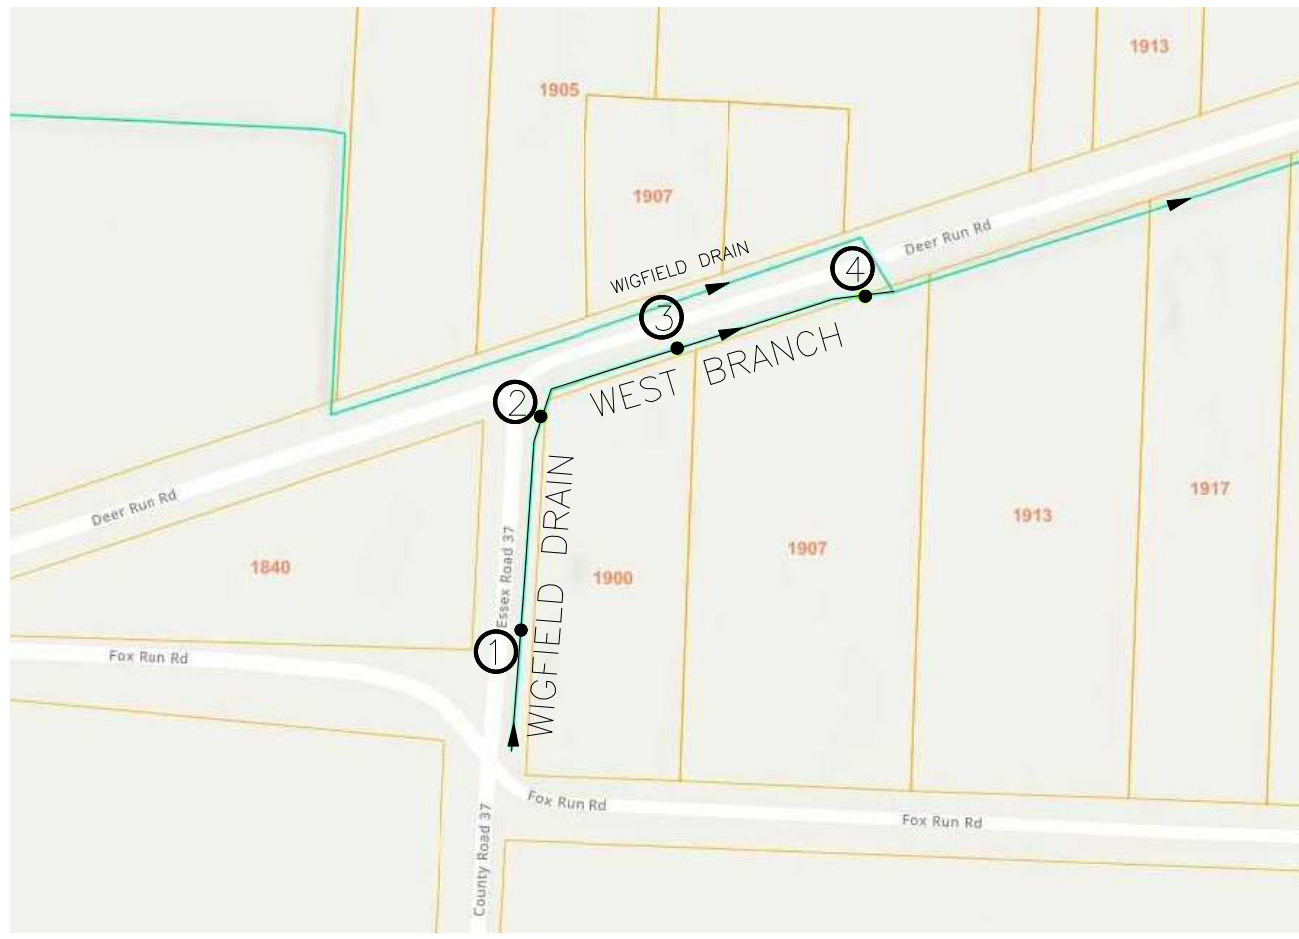 1913
1905
1907
Deer Run Rd
WIGFIELD DRAIN
4
3
WEST BRANCH
2
Deer Run Rd
1917
1913
1907
1840
1900
Essex Road 37
WIGFIELD DRAIN
1
Fox Run Rd
Fox Run Rd
Fox Run Rd
County Road 37